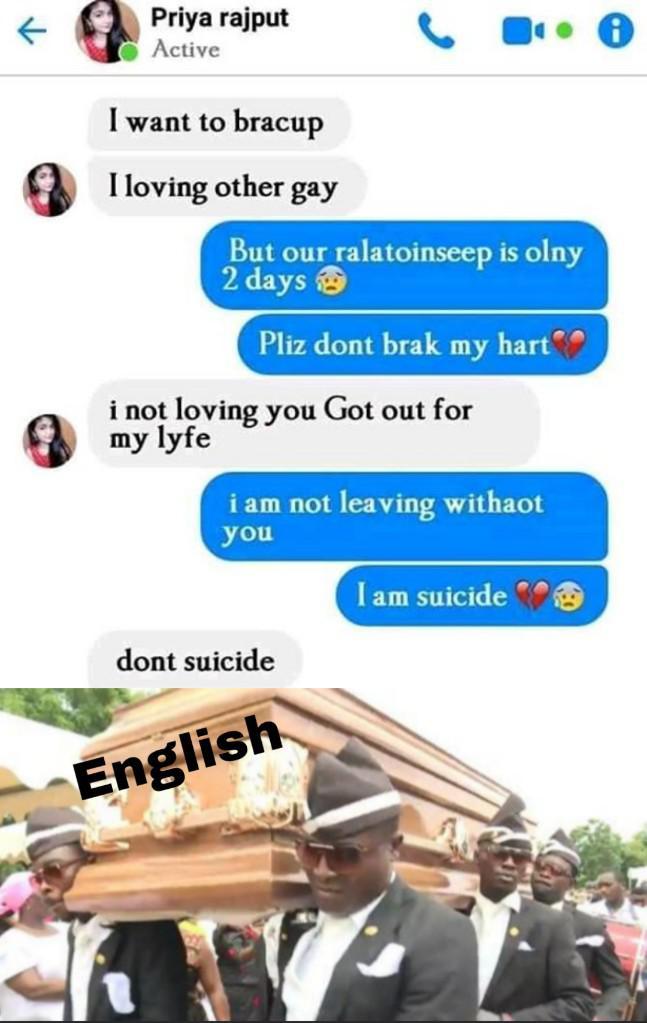 Priya rajput
Active
I want to bracup
I loving other gay
But our ralatoinseep is olny
2 days 😰
Pliz dont brak my hart💔
i not loving you Got out for
my lyfe
i am not leaving withaot
you
I am suicide 💔😰
dont suicide
English